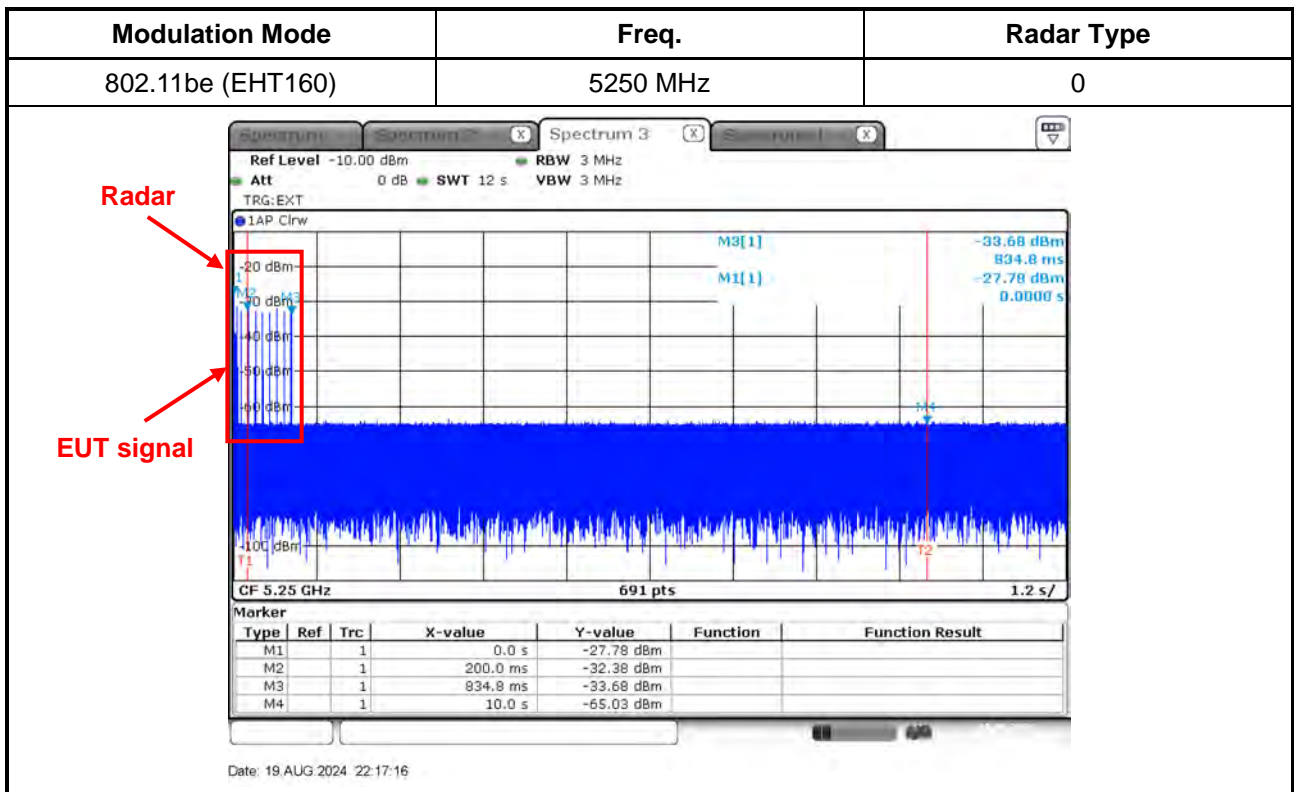 Modulation Mode Freq. Radar Type
802.11be (EHT160) 5250 MHz 0
Spectrum 3
Ref Level -10.00 dBm RBW 3 MHz
Att 0 dB SWT 12 s VBW 3 MHz
TRG:EXT
Radar
1AP Clrw
M3[1] -33.68 dBm
834.8 ms
-20 dBm
M1[1] -27.78 dBm
0.0000 s
1
M2
M3
-40 dBm
-50 dBm
-60 dBm
M4
EUT signal
-100 dBm
T1
T2
CF 5.25 GHz 691 pts 1.2 s/
Marker
Type Ref Trc X-value Y-value Function Function Result
M1 1 0.0 s -27.78 dBm
M2 1 200.0 ms -32.38 dBm
M3 1 834.8 ms -33.68 dBm
M4 1 10.0 s -65.03 dBm
Date: 19.AUG.2024 22:17:16